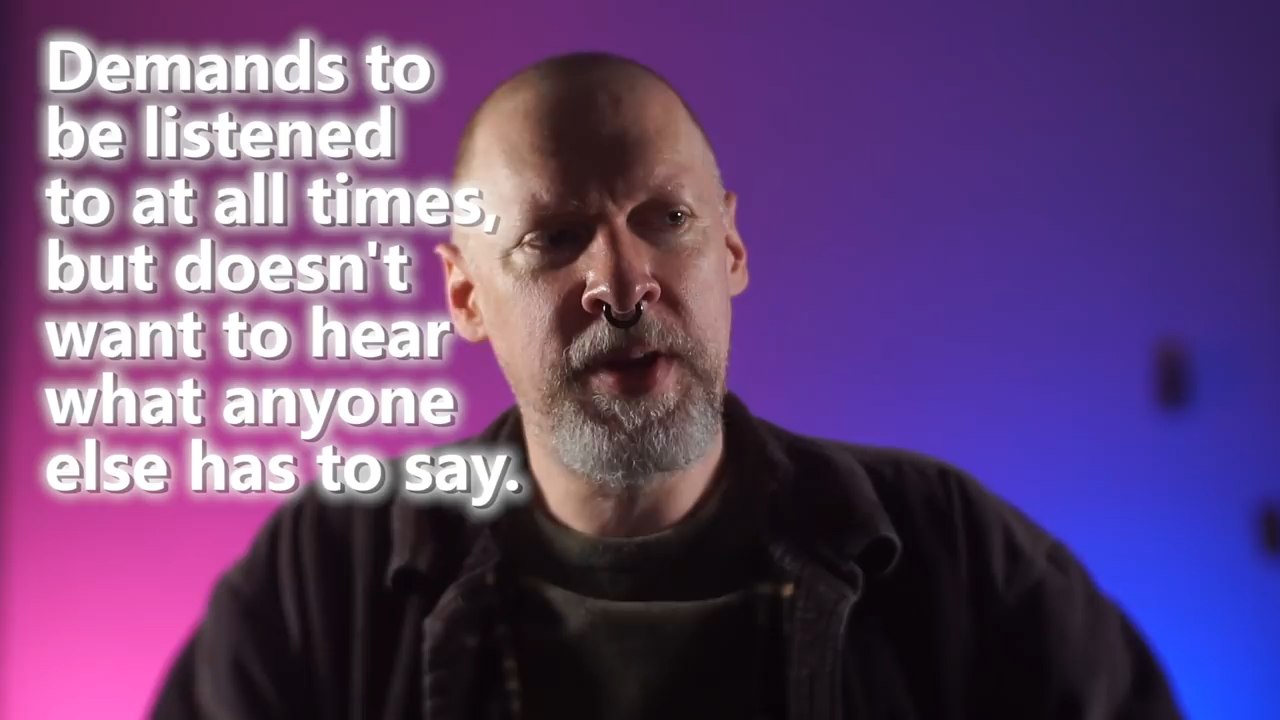 Demands to
be listened
to at all times,
but doesn't
want to hear
what anyone
else has to say.